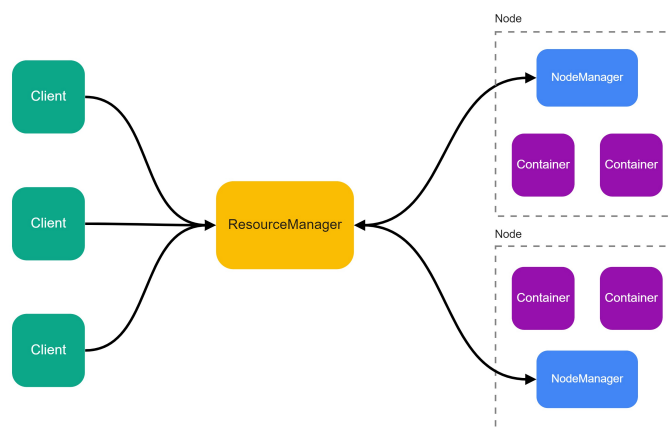 Node
NodeManager
Client
Container
Container
Client
ResourceManager
Node
Container
Container
Client
NodeManager